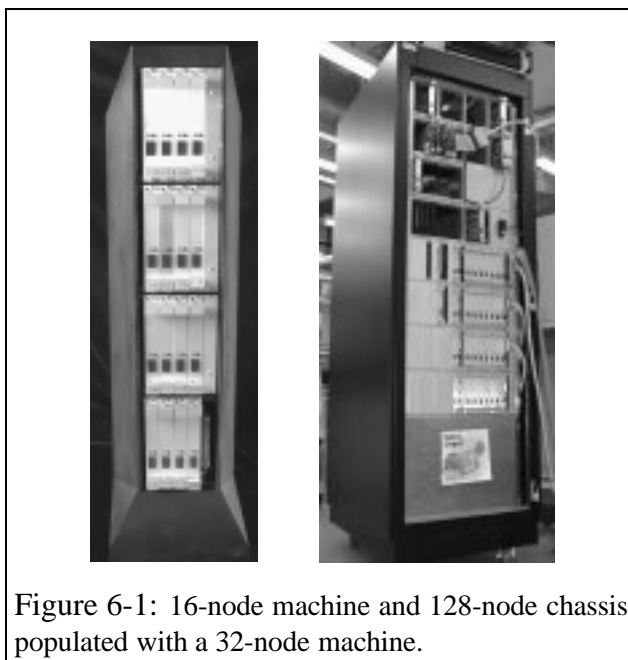 Figure 6-1: 16-node machine and 128-node chassis
populated with a 32-node machine.